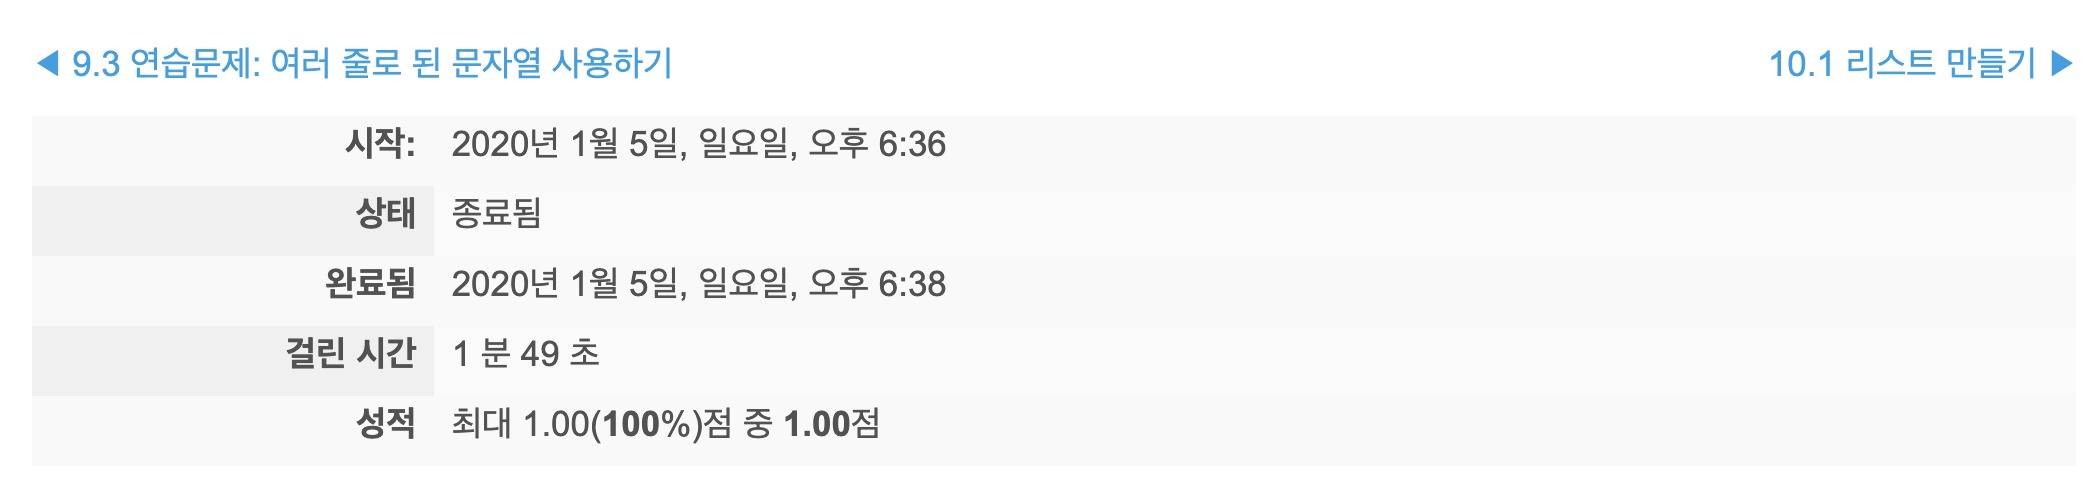 ◀ 9.3 연습문제: 여러 줄로 된 문자열 사용하기
10.1 리스트 만들기 ▶
시작: 2020년 1월 5일, 일요일, 오후 6:36
상태 종료됨
완료됨 2020년 1월 5일, 일요일, 오후 6:38
걸린 시간 1 분 49 초
성적 최대 1.00(100%)점 중 1.00점